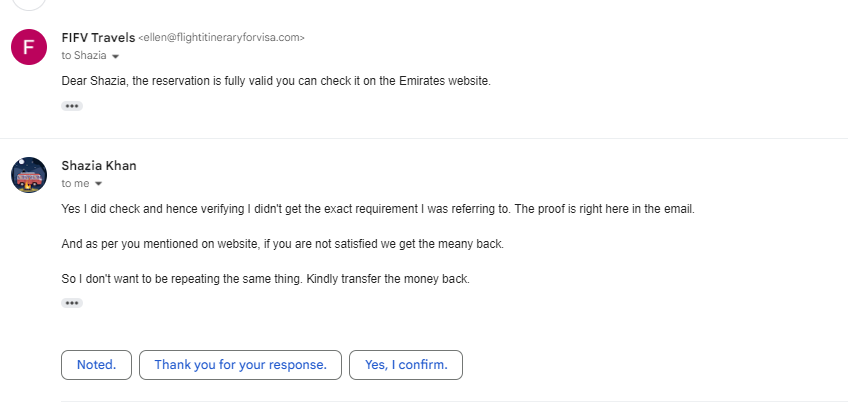 F
FIFV Travels <ellen@flightitineraryforvisa.com>
to Shazia
Dear Shazia, the reservation is fully valid you can check it on the Emirates website.
Shazia Khan
to me
Yes I did check and hence verifying I didn't get the exact requirement I was referring to. The proof is right here in the email.
And as per you mentioned on website, if you are not satisfied we get the meany back.
So I don't want to be repeating the same thing. Kindly transfer the money back.
Noted. Thank you for your response. Yes, I confirm.